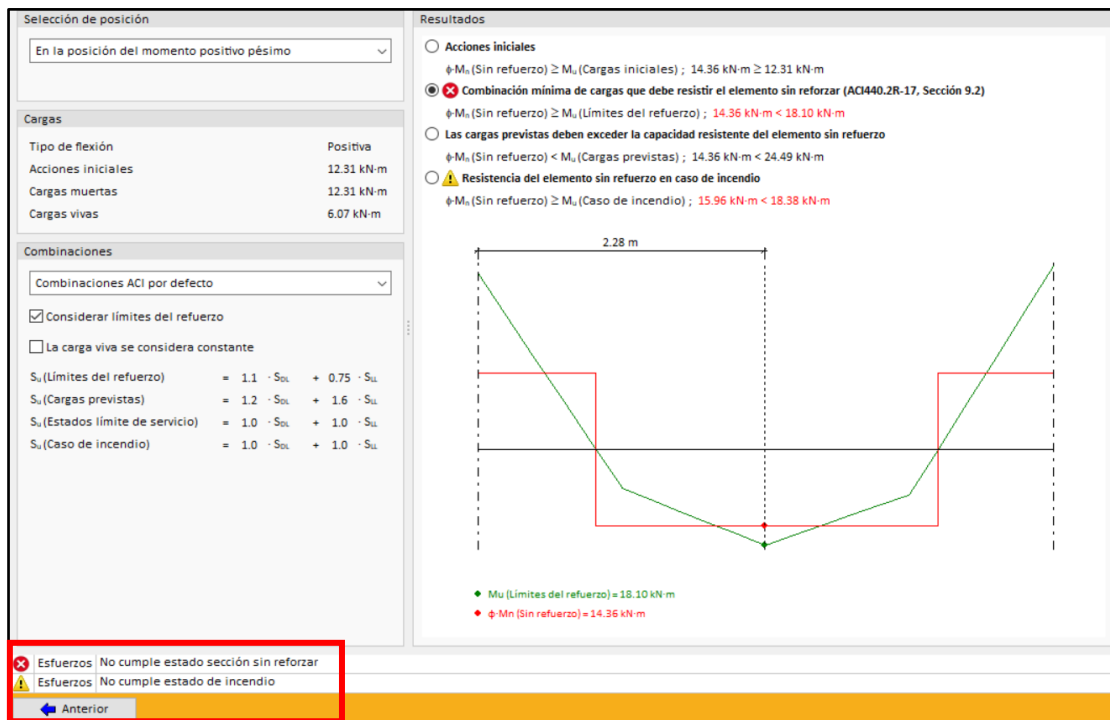 Selección de posición
En la posición del momento positivo pésimo
Cargas
Tipo de flexión Positiva
Acciones iniciales 12.31 kN·m
Cargas muertas 12.31 kN·m
Cargas vivas 6.07 kN·m
Combinaciones
Combinaciones ACI por defecto
Considerar límites del refuerzo
La carga viva se considera constante
Su (Límites del refuerzo) = 1.1 · SDL + 0.75 · SLL
Su (Cargas previstas) = 1.2 · SDL + 1.6 · SLL
Su (Estados límite de servicio) = 1.0 · SDL + 1.0 · SLL
Su (Caso de incendio) = 1.0 · SDL + 1.0 · SLL
Resultados
Acciones iniciales
ϕ·Mn (Sin refuerzo) ≥ Mu (Cargas iniciales) ; 14.36 kN·m ≥ 12.31 kN·m
Combinación mínima de cargas que debe resistir el elemento sin reforzar (ACI440.2R-17, Sección 9.2)
ϕ·Mn (Sin refuerzo) ≥ Mu (Límites del refuerzo) ; 14.36 kN·m < 18.10 kN·m
Las cargas previstas deben exceder la capacidad resistente del elemento sin refuerzo
ϕ·Mn (Sin refuerzo) < Mu (Cargas previstas) ; 14.36 kN·m < 24.49 kN·m
Resistencia del elemento sin refuerzo en caso de incendio
ϕ·Mn (Sin refuerzo) ≥ Mu (Caso de incendio) ; 15.96 kN·m < 18.38 kN·m
2.28 m
Mu (Límites del refuerzo) = 18.10 kN·m
ϕ·Mn (Sin refuerzo) = 14.36 kN·m
Esfuerzos No cumple estado sección sin reforzar
Esfuerzos No cumple estado de incendio
Anterior